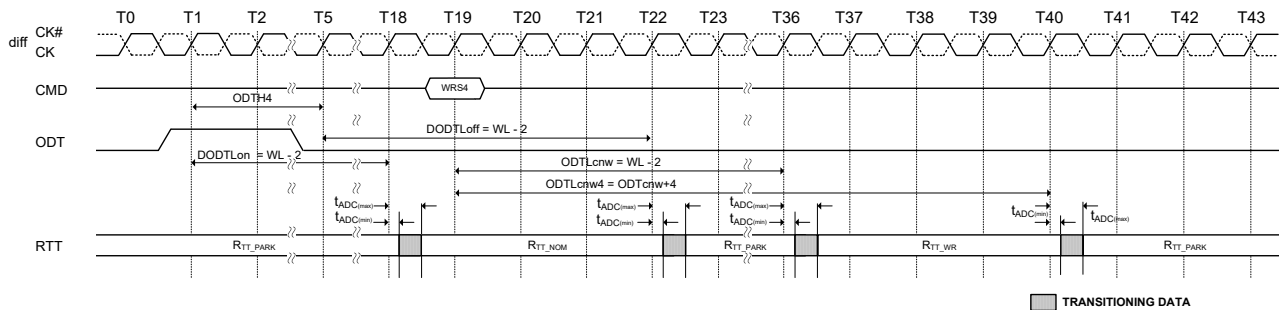 T0 T1 T2 T5 T18 T19 T20 T21 T22 T23 T36 T37 T38 T39 T40 T41 T42 T43
diff CK#
CK
CMD WRS4
ODTH4
DODTLoff = WL - 2
ODT
DODTLon = WL - 2
ODTLcnw = WL - 2
ODTLcnw4 = ODTcnw+4
tADC(max) tADC(max) tADC(max) tADC(max)
tADC(min) tADC(min) tADC(min) tADC(min)
RTT RTT_PARK RTT_NOM RTT_PARK RTT_WR RTT_PARK
TRANSITIONING DATA